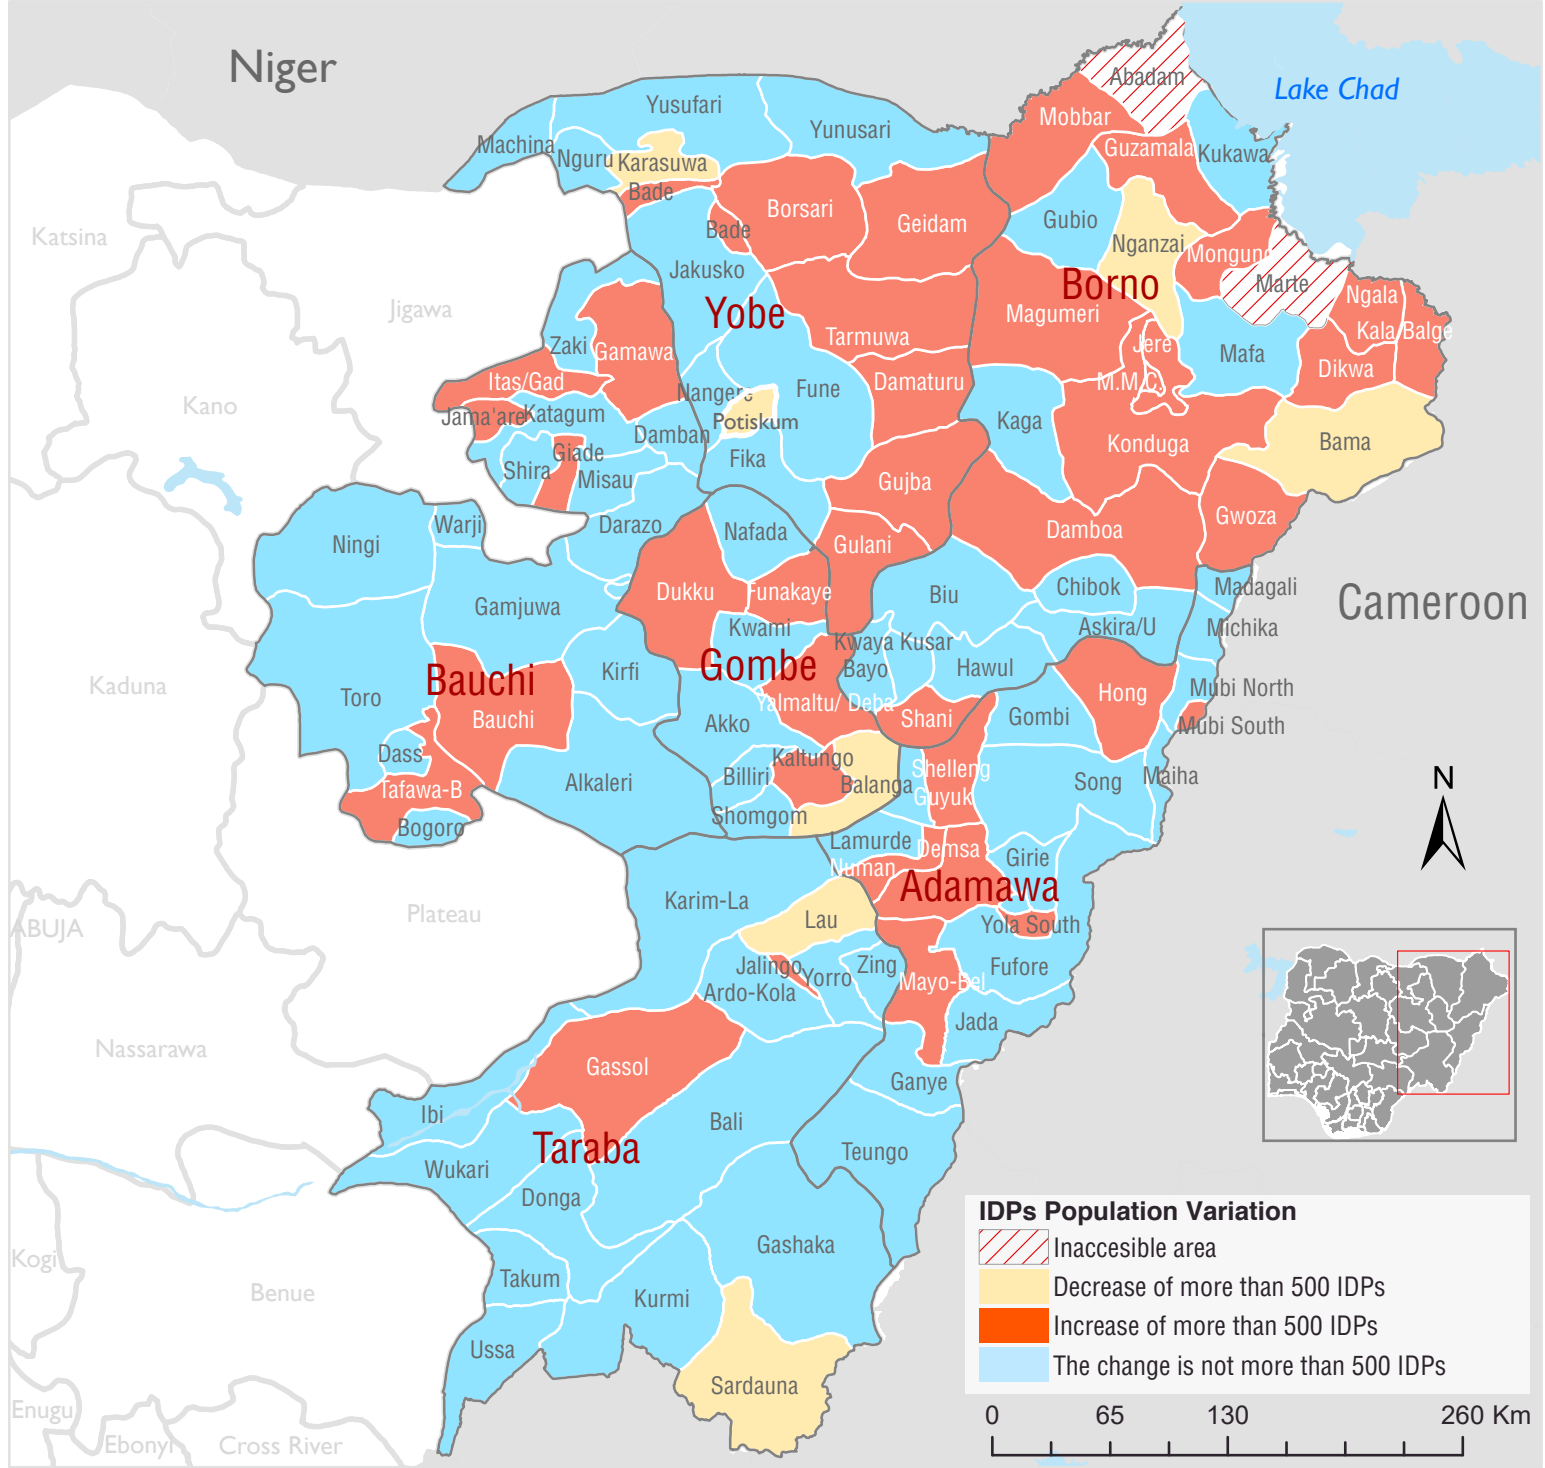 Niger
Lake Chad
Abadam
Yusufari
Mobbar
Yunusari
Machina
Nguru
Karasuwa
Guzamala
Kukawa
Bade
Borsari
Geidam
Gubio
Katsina
Bade
Nganzai
Mongun
Jakusko
Borno
Marte
Ngala
Jigawa
Yobe
Magumeri
Tarmuwa
Kala Balge
Zaki
Gamawa
Jere
Mafa
Dikwa
Itas/Gad
Nangere
Fune
Damaturu
M.M.C.
Kano
Jama'are
Katagum
Potiskum
Kaga
Damban
Konduga
Bama
Giade
Shira
Misau
Fika
Gujba
Ningi
Warji
Darazo
Nafada
Gulani
Damboa
Gwoza
Gamjuwa
Dukku
Funakaye
Biu
Chibok
Madagali
Cameroon
Kwami
Askira/U
Michika
Kwaya Kusar
Kaduna
Bauchi
Kirfi
Gombe
Bayo
Hawul
Toro
Hong
Mubi North
Bauchi
Yalmaltu/ Deba
Shani
Gombi
Akko
Mubi South
Dass
Kaltungo
Billiri
Balanga
Shelleng
Song
Maiha
N
Tafawa-B
Alkaleri
Guyuk
Bogoro
Shomgom
Lamurde
Demsa
Girie
Numan
Adamawa
Karim-La
Plateau
Lau
Yola South
ABUJA
Jalingo
Yorro
Zing
Mayo-Bel
Fufore
Ardo-Kola
Jada
Nassarawa
Gassol
Ganye
Ibi
Bali
Taraba
Teungo
Wukari
Donga
Gashaka
Kogi
Takum
Kurmi
Benue
Ussa
Sardauna
Enugu
Ebonyi
Cross River
IDPs Population Variation
Inaccesible area
Decrease of more than 500 IDPs
Increase of more than 500 IDPs
The change is not more than 500 IDPs
0 65 130 260 Km